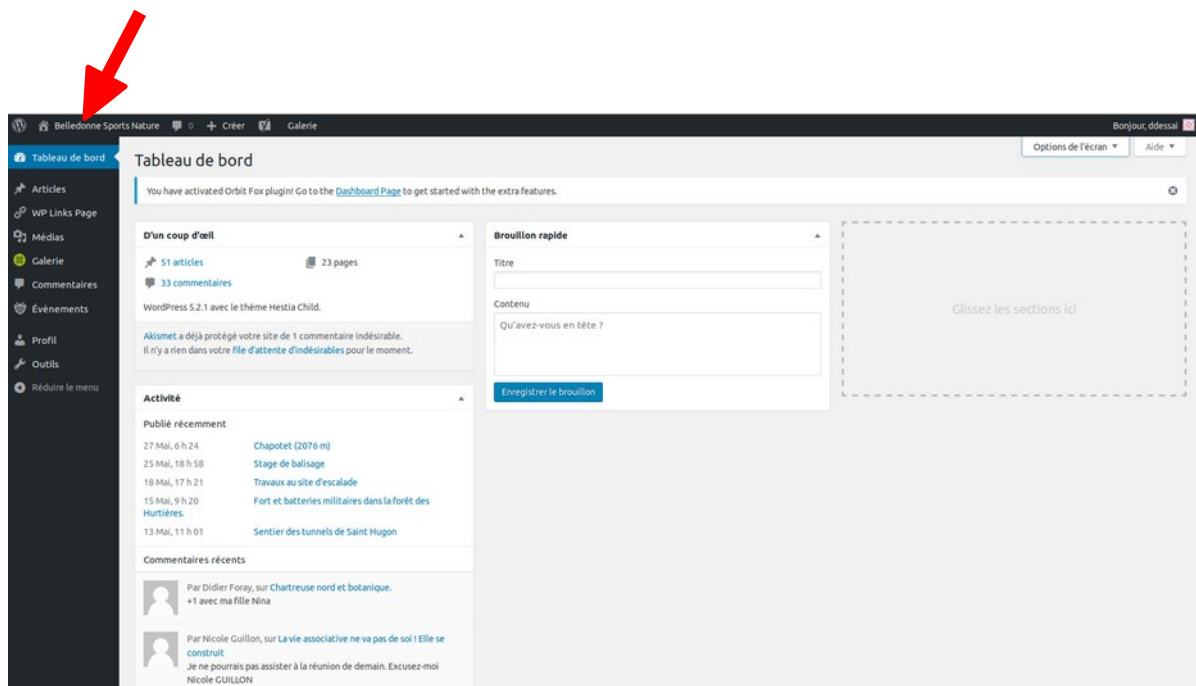 Belledonne Sports Nature 0 + Créer Galerie Bonjour, ddessai
Tableau de bord
Articles
WP Links Page
Médias
Galerie
Commentaires
Évènements
Profil
Outils
Réduire le menu
Options de l'écran Aide
Tableau de bord
You have activated Orbit Fox plugin! Go to the Dashboard Page to get started with the extra features.
D'un coup d'œil
51 articles 23 pages
33 commentaires
WordPress 5.2.1 avec le thème Hestia Child.
Akismet a déjà protégé votre site de 1 commentaire indésirable.
Il n'y a rien dans votre file d'attente d'indésirables pour le moment.
Activité
Publié récemment
27 Mai, 6 h 24 Chapotet (2076 m)
25 Mai, 18 h 58 Stage de balisage
18 Mai, 17 h 21 Travaux au site d'escalade
15 Mai, 9 h 20 Fort et batteries militaires dans la forêt des
Hurtières.
13 Mai, 11 h 01 Sentier des tunnels de Saint Hugon
Commentaires récents
Par Didier Foray, sur Chartreuse nord et botanique.
+1 avec ma fille Nina
Par Nicole Guillon, sur La vie associative ne va pas de soi ! Elle se
construit
Je ne pourrais pas assister à la réunion de demain. Excusez-moi
Nicole GUILLON
Brouillon rapide
Titre
Contenu
Qu'avez-vous en tête ?
Enregistrer le brouillon
Glissez les sections ici